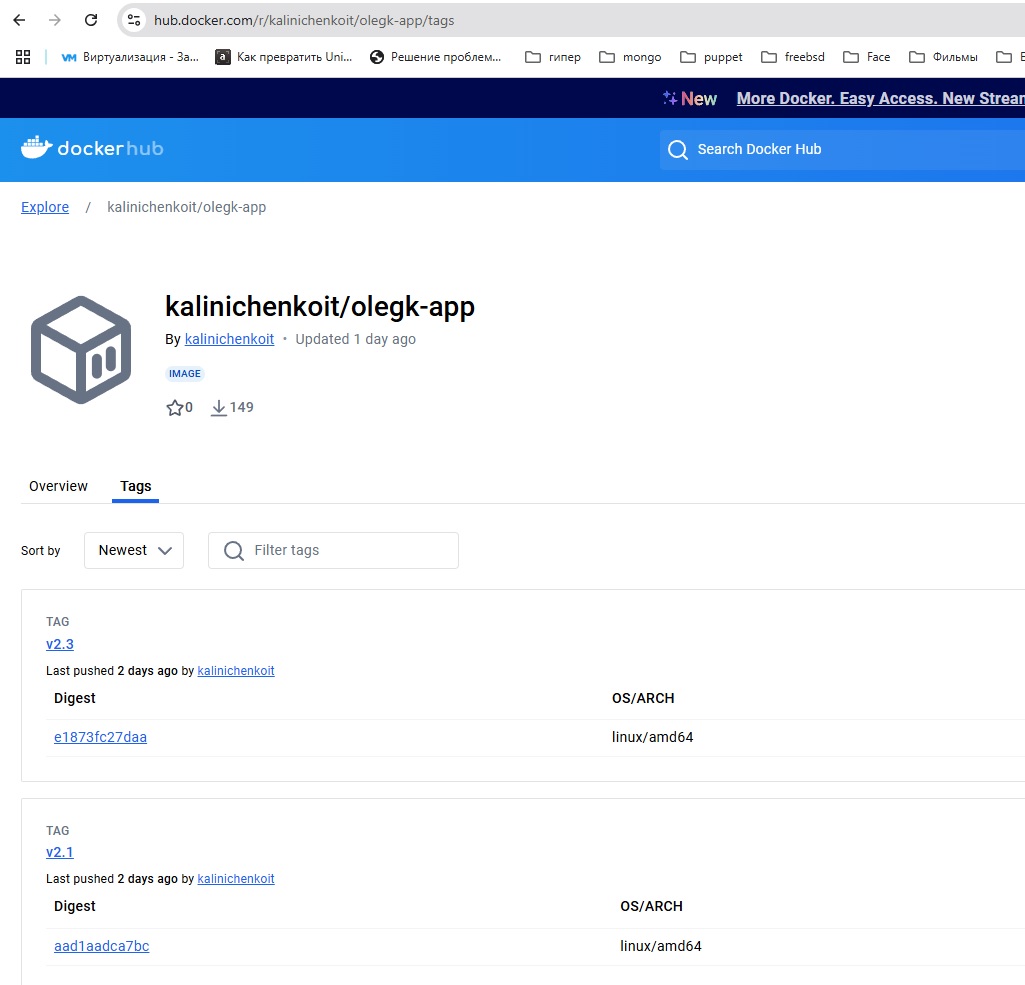 hub.docker.com/r/kalinichenkoit/olegk-app/tags
Виртуализация - За... Как превратить Uni... Решение проблем... гипер mongo puppet freebsd Face Фильмы
New More Docker. Easy Access. New Strear
docker hub Search Docker Hub
Explore / kalinichenkoit/olegk-app
kalinichenkoit/olegk-app
By kalinichenkoit • Updated 1 day ago
IMAGE
0 149
Overview Tags
Sort by Newest Filter tags
TAG
v2.3
Last pushed 2 days ago by kalinichenkoit
Digest OS/ARCH
e1873fc27daa linux/amd64
TAG
v2.1
Last pushed 2 days ago by kalinichenkoit
Digest OS/ARCH
aad1aadca7bc linux/amd64